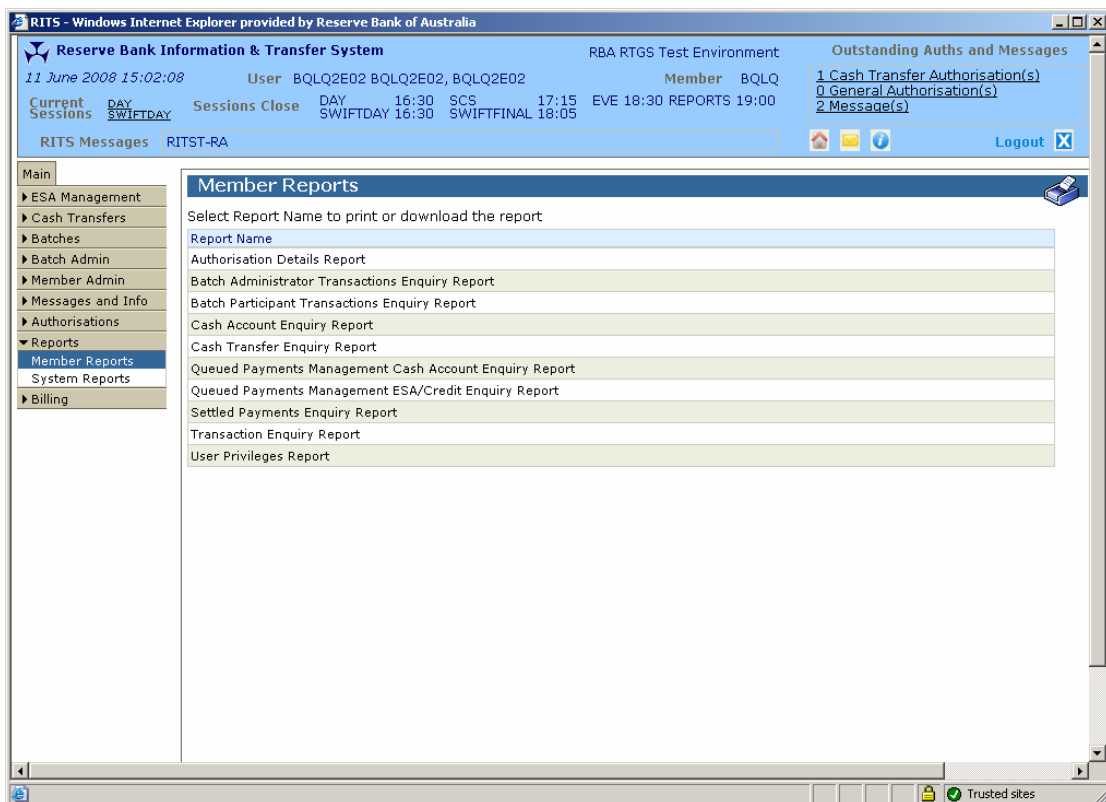 RITS - Windows Internet Explorer provided by Reserve Bank of Australia
Reserve Bank Information & Transfer System
RBA RTGS Test Environment
Outstanding Auths and Messages
11 June 2008 15:02:08 User BQLQ2E02 BQLQ2E02, BQLQ2E02 Member BQLQ
1 Cash Transfer Authorisation(s)
0 General Authorisation(s)
2 Message(s)
Current Sessions DAY SWIFTDAY
Sessions Close DAY 16:30 SCS 17:15 EVE 18:30 REPORTS 19:00
SWIFTDAY 16:30 SWIFTFINAL 18:05
RITS Messages RITST-RA
Logout X
Main
ESA Management
Cash Transfers
Batches
Batch Admin
Member Admin
Messages and Info
Authorisations
Reports
Member Reports
System Reports
Billing
Member Reports
Select Report Name to print or download the report
Report Name
Authorisation Details Report
Batch Administrator Transactions Enquiry Report
Batch Participant Transactions Enquiry Report
Cash Account Enquiry Report
Cash Transfer Enquiry Report
Queued Payments Management Cash Account Enquiry Report
Queued Payments Management ESA/Credit Enquiry Report
Settled Payments Enquiry Report
Transaction Enquiry Report
User Privileges Report
Trusted sites